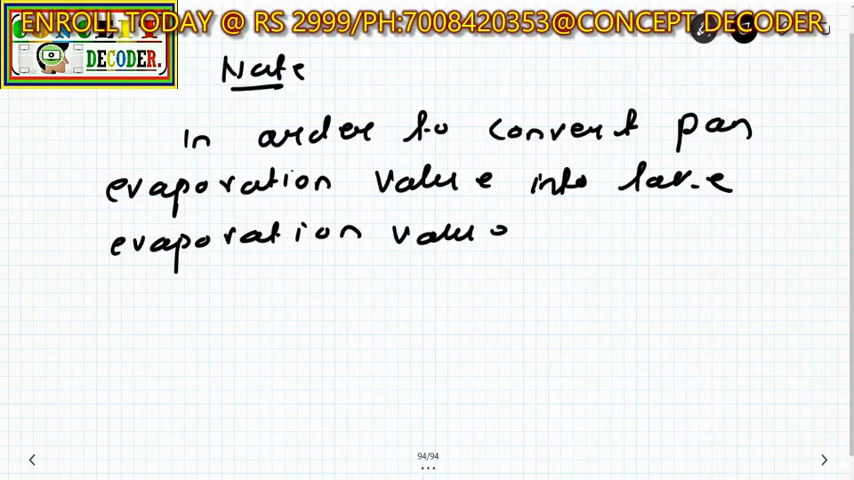 ENROLL TODAY @ RS 2999/PH:7008420353@CONCEPT DECODER
DECODER.
Note
In order to convert pan
evaporation value into lake
evaporation value
94/94